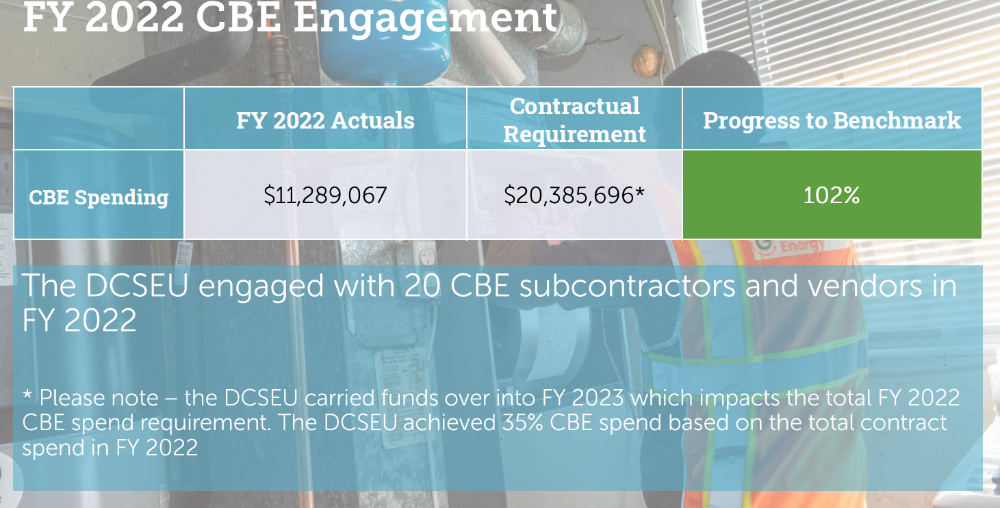 FY 2022 CBE Engagement
FY 2022 Actuals
Contractual
Requirement
Progress to Benchmark
CBE Spending
$11,289,067
$20,385,696*
102%
Energy
The DCSEU engaged with 20 CBE subcontractors and vendors in
FY 2022
* Please note – the DCSEU carried funds over into FY 2023 which impacts the total FY 2022
CBE spend requirement. The DCSEU achieved 35% CBE spend based on the total contract
spend in FY 2022